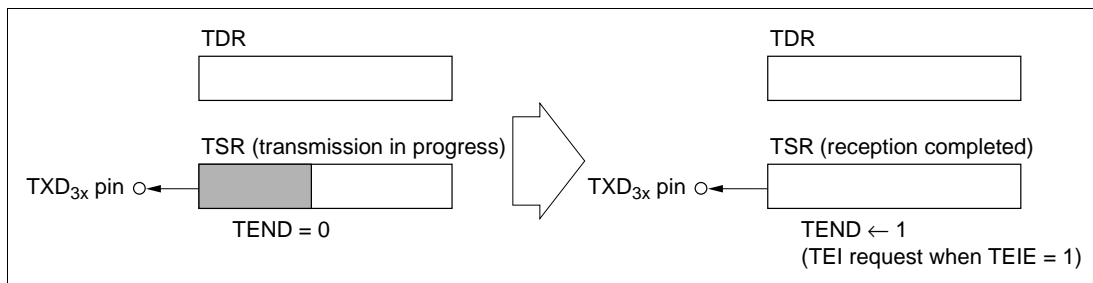 TDR
TSR (transmission in progress)
TXD3x pin
TEND = 0
TDR
TSR (reception completed)
TXD3x pin
TEND ← 1
(TEI request when TEIE = 1)